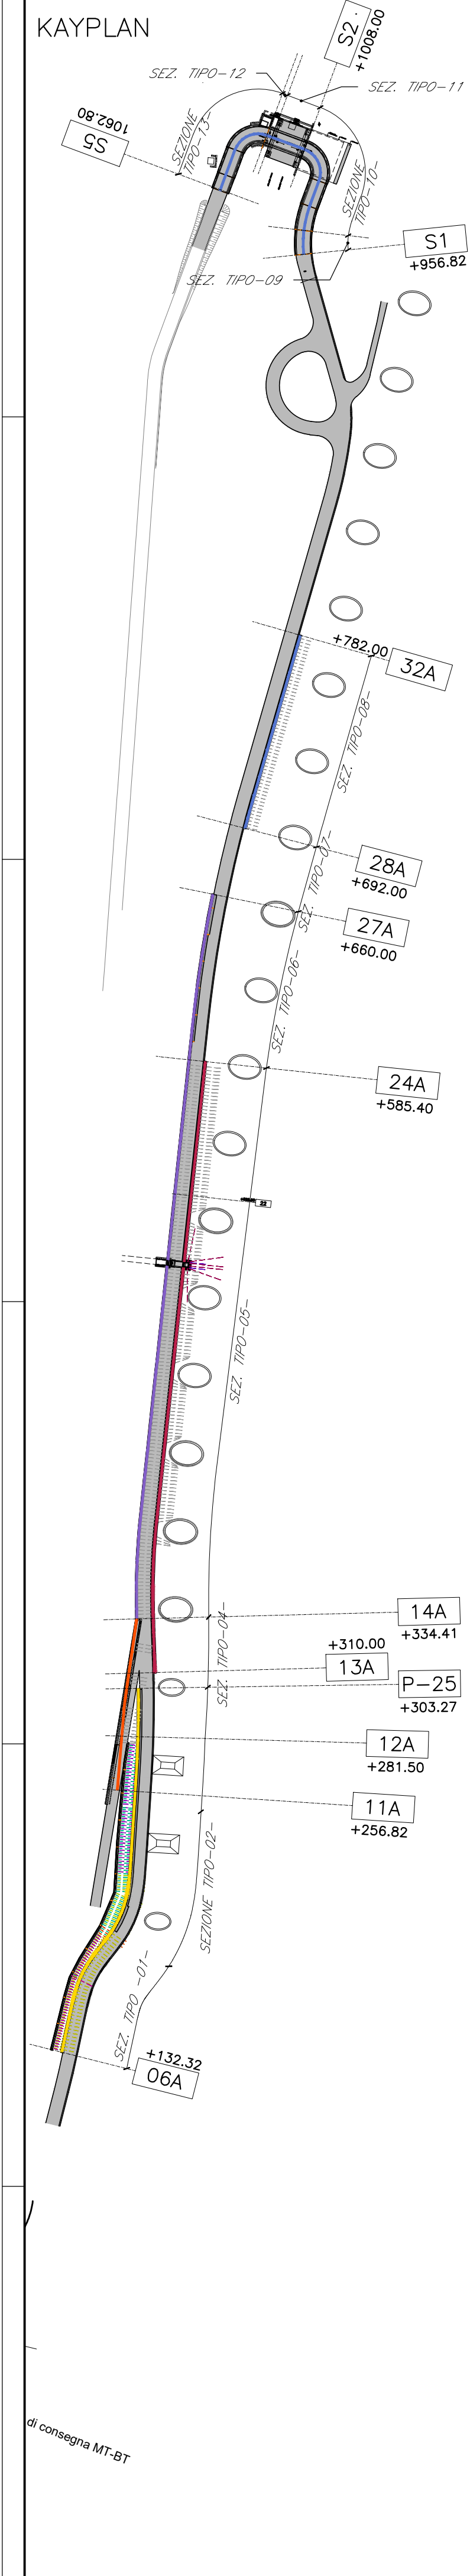 KAYPLAN
S2 .
+1008.00
SEZ. TIPO-12
SEZ. TIPO-11
1062.80
S5
SEZIONE
TIPO-13-
SEZIONE
TIPO-10-
S1
+956.82
SEZ. TIPO-09
+782.00
32A
SEZ. TIPO-08-
28A
+692.00
SEZ. TIPO-07-
27A
+660.00
SEZ. TIPO-06-
24A
+585.40
22
SEZ. TIPO-05-
14A
+334.41
+310.00
13A
SEZ. TIPO-04-
P-25
+303.27
12A
+281.50
11A
+256.82
SEZIONE TIPO-02-
SEZ. TIPO -01-
+132.32
06A
di consegna MT-BT